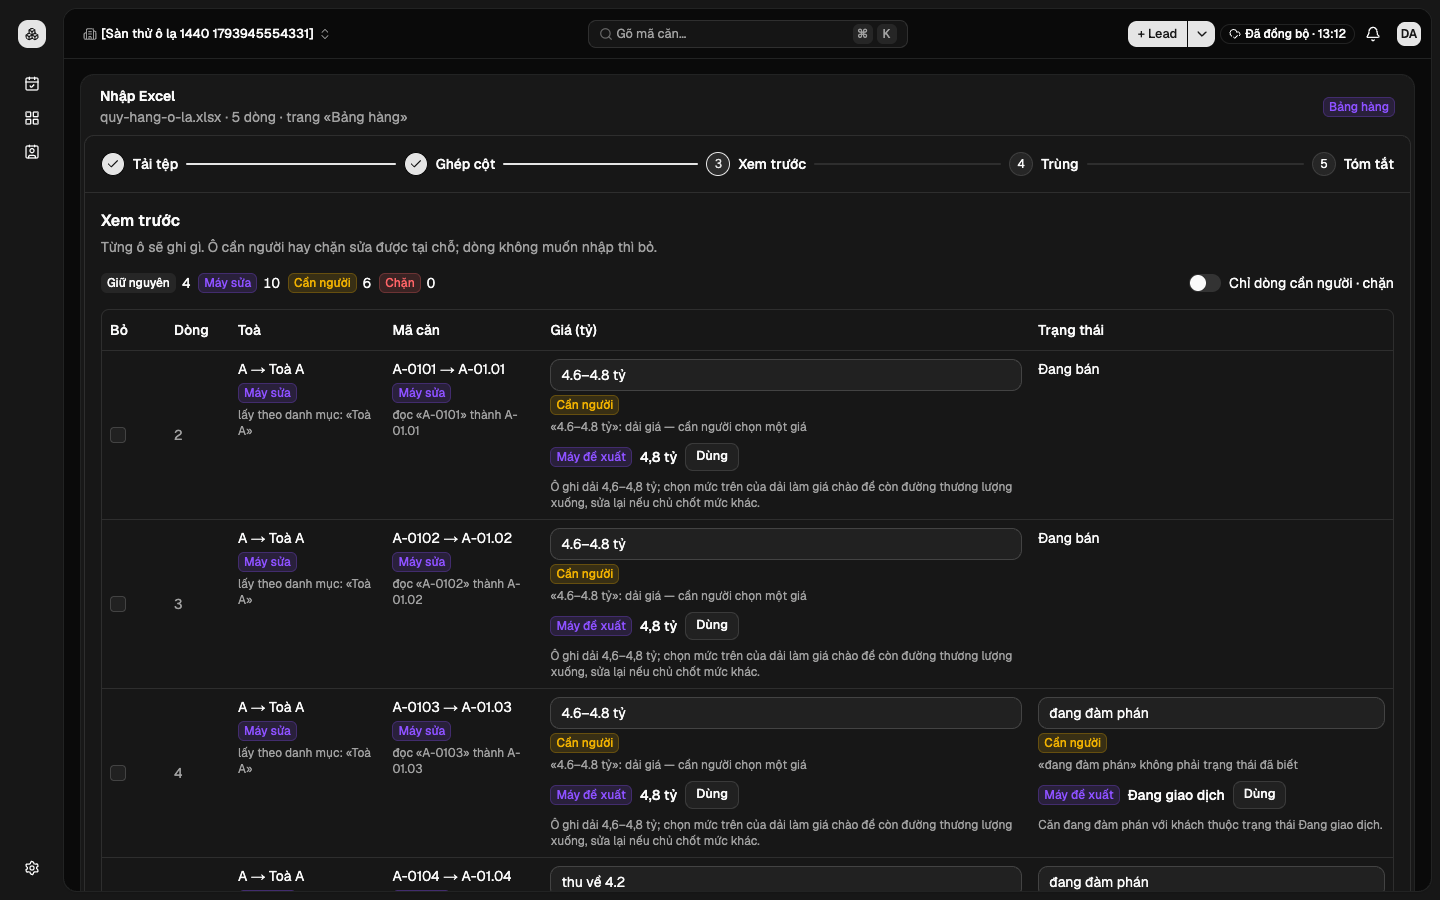 [Sàn thử ô lạ 1440 1793945554331]
Gõ mã căn...
⌘ K
+ Lead
Đã đồng bộ · 13:12
DA
Nhập Excel
quy-hang-o-la.xlsx · 5 dòng · trang «Bảng hàng»
Bảng hàng
Tải tệp
Ghép cột
3 Xem trước
4 Trùng
5 Tóm tắt
Xem trước
Từng ô sẽ ghi gì. Ô cần người hay chặn sửa được tại chỗ; dòng không muốn nhập thì bỏ.
Giữ nguyên 4 Máy sửa 10 Cần người 6 Chặn 0
Chỉ dòng cần người · chặn
Bỏ Dòng Toà Mã căn Giá (tỷ) Trạng thái
2
A → Toà A
Máy sửa
lấy theo danh mục: «Toà
A»
A-0101 → A-01.01
Máy sửa
đọc «A-0101» thành A-
01.01
4.6–4.8 tỷ
Cần người
«4.6–4.8 tỷ»: dải giá — cần người chọn một giá
Máy đề xuất 4,8 tỷ Dùng
Ô ghi dải 4,6–4,8 tỷ; chọn mức trên của dải làm giá chào để còn đường thương lượng
xuống, sửa lại nếu chủ chốt mức khác.
Đang bán
3
A → Toà A
Máy sửa
lấy theo danh mục: «Toà
A»
A-0102 → A-01.02
Máy sửa
đọc «A-0102» thành A-
01.02
4.6–4.8 tỷ
Cần người
«4.6–4.8 tỷ»: dải giá — cần người chọn một giá
Máy đề xuất 4,8 tỷ Dùng
Ô ghi dải 4,6–4,8 tỷ; chọn mức trên của dải làm giá chào để còn đường thương lượng
xuống, sửa lại nếu chủ chốt mức khác.
Đang bán
4
A → Toà A
Máy sửa
lấy theo danh mục: «Toà
A»
A-0103 → A-01.03
Máy sửa
đọc «A-0103» thành A-
01.03
4.6–4.8 tỷ
Cần người
«4.6–4.8 tỷ»: dải giá — cần người chọn một giá
Máy đề xuất 4,8 tỷ Dùng
Ô ghi dải 4,6–4,8 tỷ; chọn mức trên của dải làm giá chào để còn đường thương lượng
xuống, sửa lại nếu chủ chốt mức khác.
đang đàm phán
Cần người
«đang đàm phán» không phải trạng thái đã biết
Máy đề xuất Đang giao dịch Dùng
Căn đang đàm phán với khách thuộc trạng thái Đang giao dịch.
A → Toà A
A-0104 → A-01.04
thu về 4.2
đang đàm phán